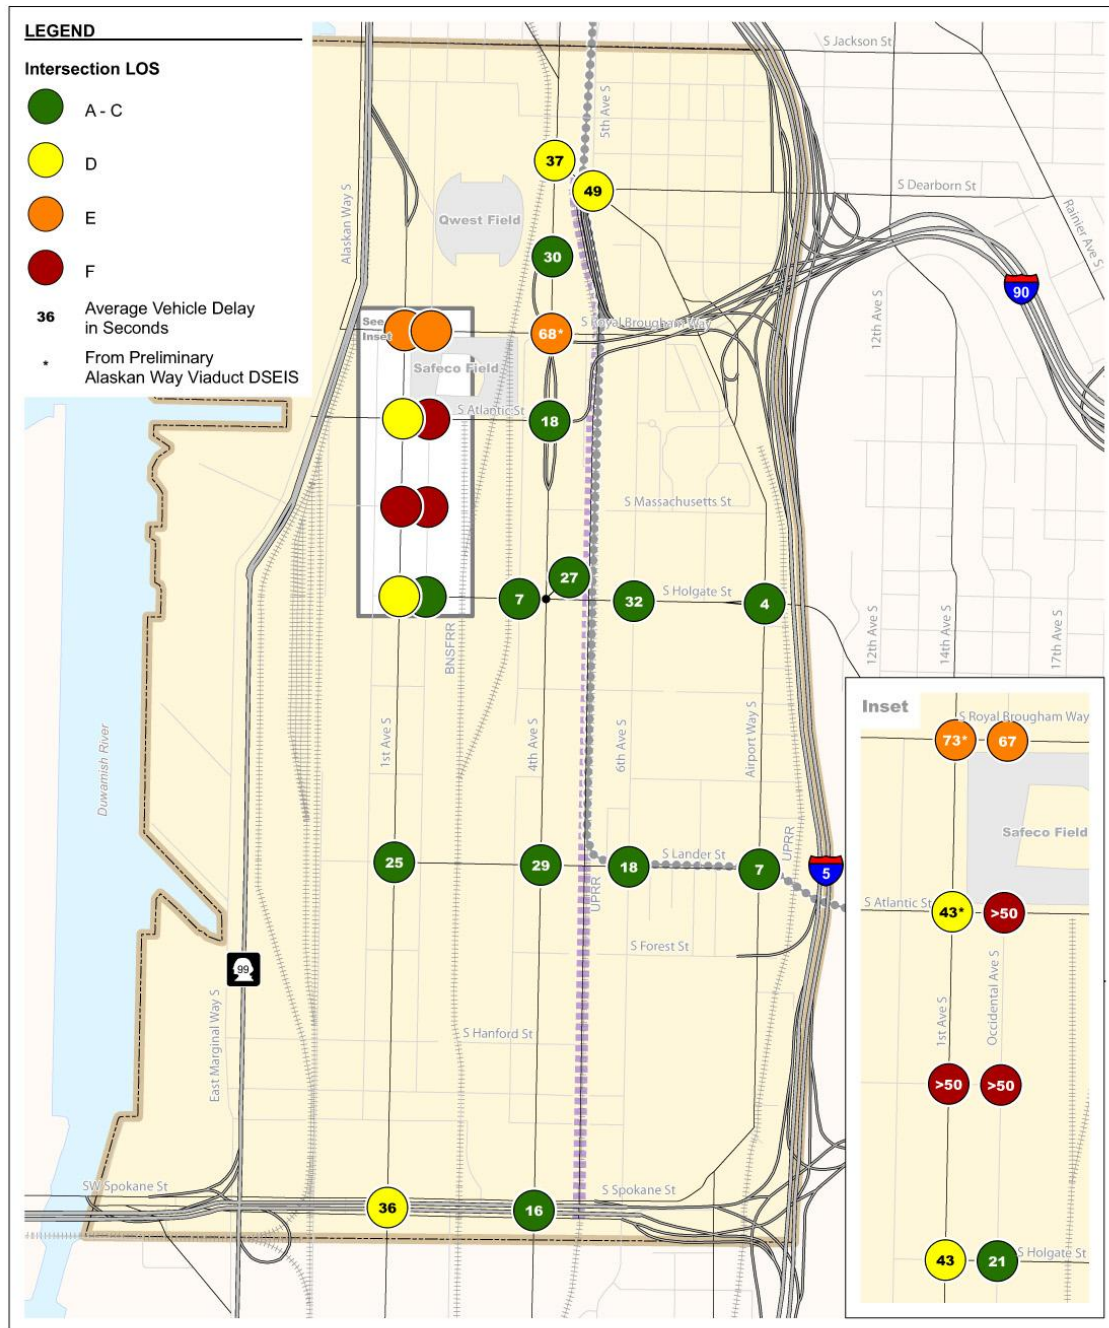 LEGEND
Intersection LOS
A - C
D
E
F
36 Average Vehicle Delay
in Seconds
* From Preliminary
Alaskan Way Viaduct DSEIS
S Jackson St
5th Ave S
Alaskan Way S
37
49
S Dearborn St
Rainier Ave S
Qwest Field
30
90
12th Ave S
See
Inset
68*
S Royal Brougham Way
Safeco Field
S Atlantic St
18
S Massachusetts St
27
7
32
S Holgate St
4
12th Ave S
14th Ave S
17th Ave S
BNSFRR
Duwamish River
1st Ave S
4th Ave S
6th Ave S
Airport Way S
25
29
18
S Lander St
7
UPRR
5
UPRR
S Forest St
99
East Marginal Way S
S Hanford St
SW Spokane St
S Spokane St
36
16
Inset
S Royal Brougham Way
73*
67
Safeco Field
S Atlantic St
43*
>50
1st Ave S
Occidental Ave S
>50
>50
43
21
S Holgate St